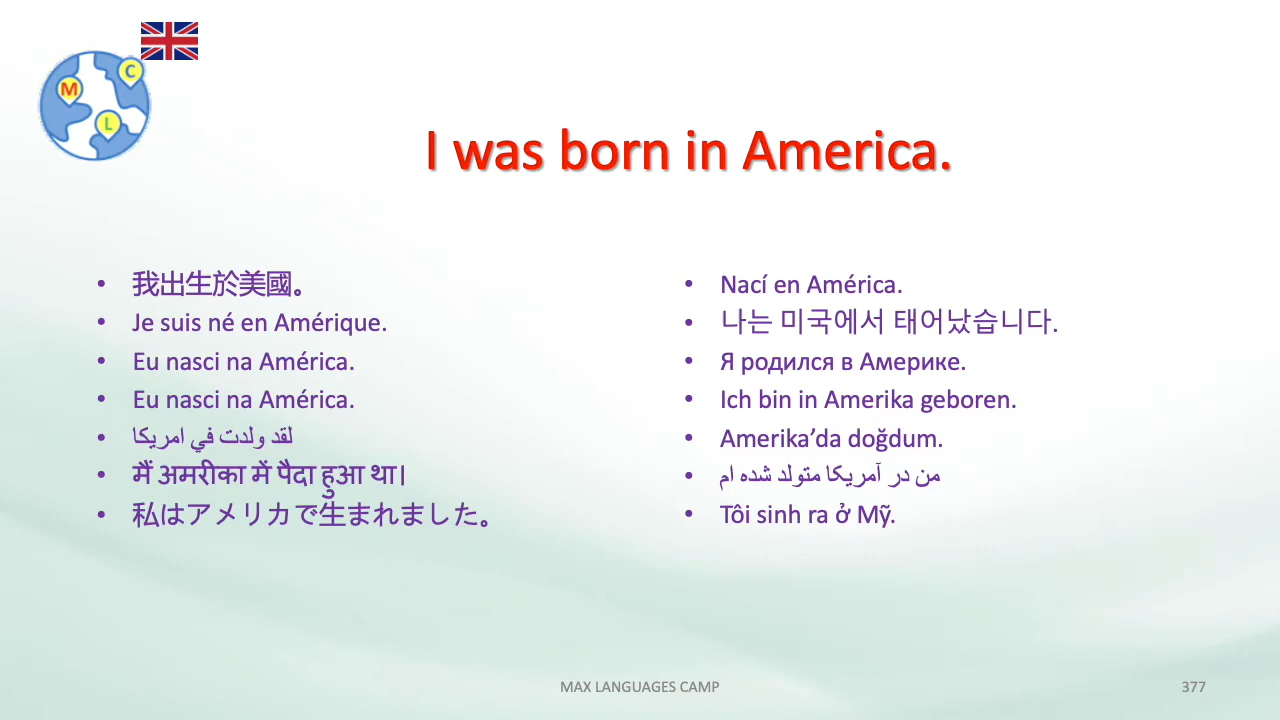 M
C
L
I was born in America.
我出生於美國。
Je suis né en Amérique.
Eu nasci na América.
Eu nasci na América.
لقد ولدت في امريكا
मैं अमरीका में पैदा हुआ था।
私はアメリカで生まれました。
Nací en América.
나는 미국에서 태어났습니다.
Я родился в Америке.
Ich bin in Amerika geboren.
Amerika’da doğdum.
من در آمریکا متولد شده ام
Tôi sinh ra ở Mỹ.
MAX LANGUAGES CAMP
377